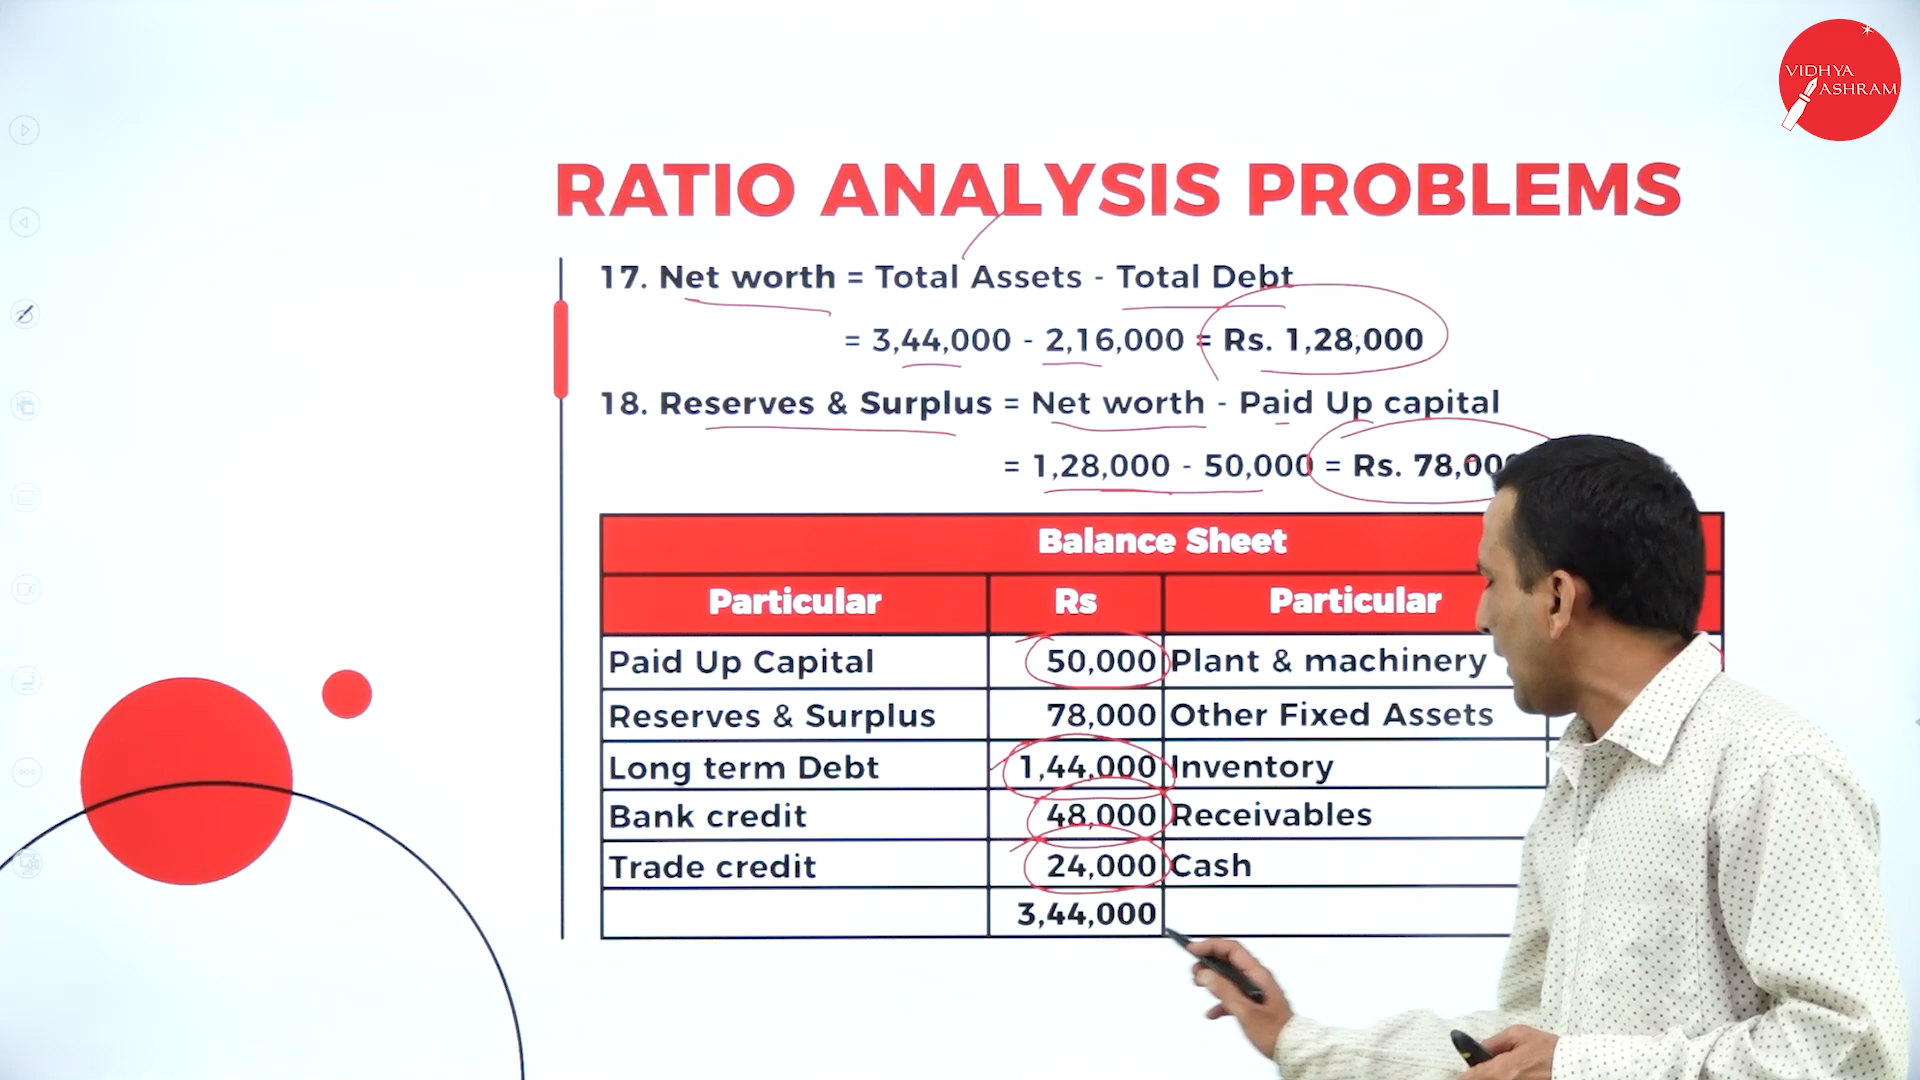 VIDHYA
ASHRAM
RATIO ANALYSIS PROBLEMS
17. Net worth = Total Assets - Total Debt
= 3,44,000 - 2,16,000 = Rs. 1,28,000
18. Reserves & Surplus = Net worth - Paid Up capital
= 1,28,000 - 50,000 = Rs.
Balance Sheet
Particular Rs Particular
Paid Up Capital 50,000 Plant & machinery
Reserves & Surplus 78,000 Other Fixed Assets
Long term Debt 1,44,000 Inventory
Bank credit 48,000 Receivables
Trade credit 24,000 Cash
3,44,000